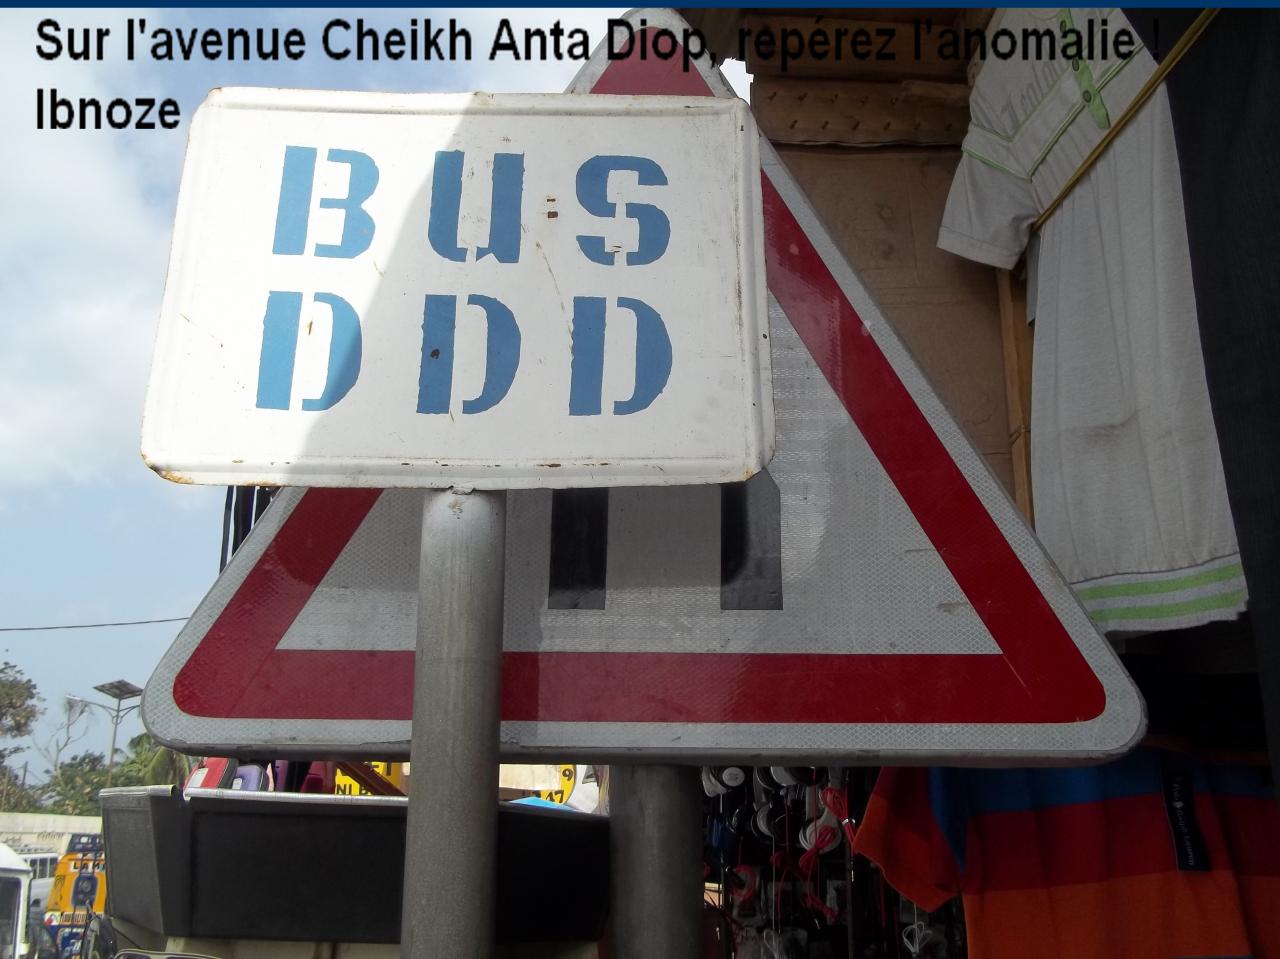 Sur l'avenue Cheikh Anta Diop, repérez l'anomalie !
Ibnoze
BUS
DDD